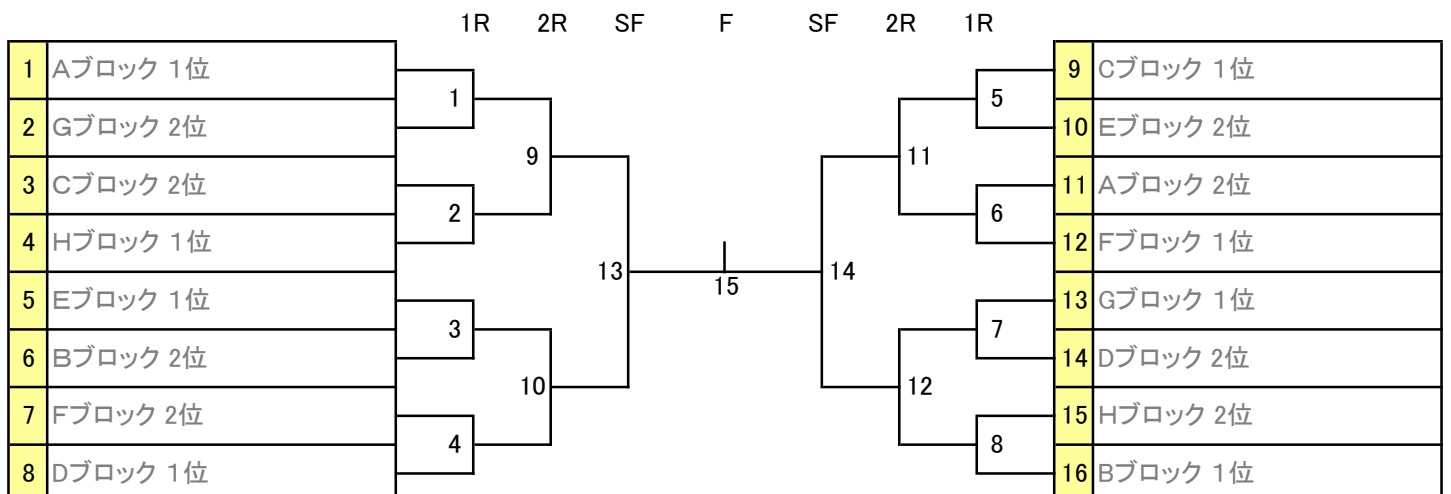 1R 2R SF F SF 2R 1R
1 Aブロック 1位
2 Gブロック 2位
3 Cブロック 2位
4 Hブロック 1位
5 Eブロック 1位
6 Bブロック 2位
7 Fブロック 2位
8 Dブロック 1位
1
2
3
4
9
10
13
15
14
11
12
5
6
7
8
9 Cブロック 1位
10 Eブロック 2位
11 Aブロック 2位
12 Fブロック 1位
13 Gブロック 1位
14 Dブロック 2位
15 Hブロック 2位
16 Bブロック 1位